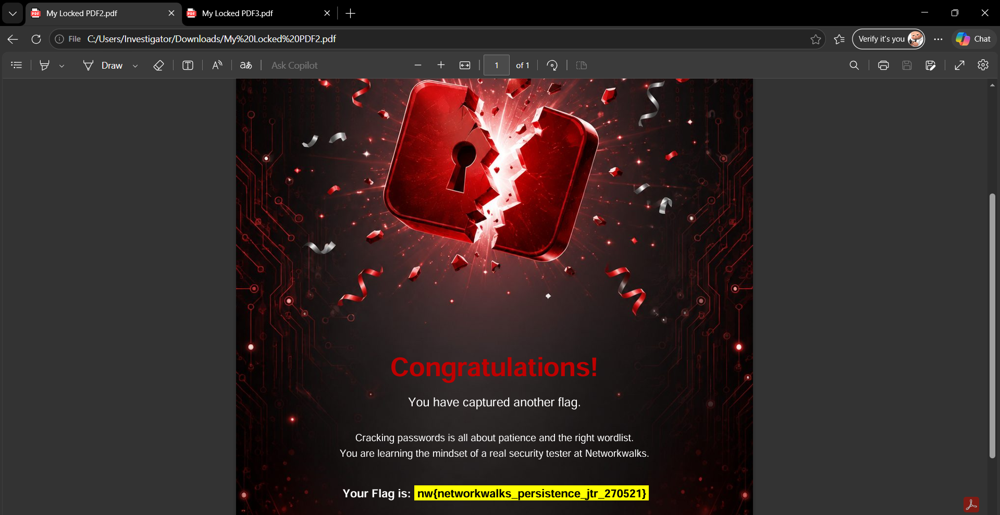 My Locked PDF2.pdf
My Locked PDF3.pdf
File C:/Users/Investigator/Downloads/My%20Locked%20PDF2.pdf
Verify it's you
Chat
Draw
aあ
Ask Copilot
1 of 1
Congratulations!
You have captured another flag.
Cracking passwords is all about patience and the right wordlist.
You are learning the mindset of a real security tester at Networkwalks.
Your Flag is: nw{networkwalks_persistence_jtr_270521}